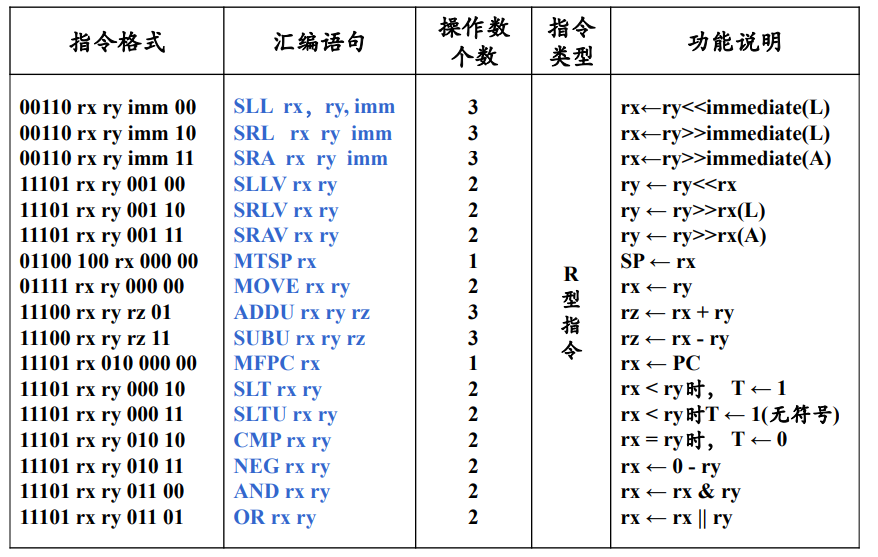 指令格式 汇编语句 操作数个数 指令类型 功能说明
00110 rx ry imm 00 SLL rx，ry, imm 3 rx←ry<<immediate(L)
00110 rx ry imm 10 SRL rx ry imm 3 rx←ry>>immediate(L)
00110 rx ry imm 11 SRA rx ry imm 3 rx←ry>>immediate(A)
11101 rx ry 001 00 SLLV rx ry 2 ry ← ry<<rx
11101 rx ry 001 10 SRLV rx ry 2 ry ← ry>>rx(L)
11101 rx ry 001 11 SRAV rx ry 2 ry ← ry>>rx(A)
01100 100 rx 000 00 MTSP rx 1 SP ← rx
01111 rx ry 000 00 MOVE rx ry 2 rx ← ry
11100 rx ry rz 01 ADDU rx ry rz 3 rz ← rx + ry
11100 rx ry rz 11 SUBU rx ry rz 3 rz ← rx - ry
11101 rx 010 000 00 MFPC rx 1 rx ← PC
11101 rx ry 000 10 SLT rx ry 2 rx < ry时， T ← 1
11101 rx ry 000 11 SLTU rx ry 2 rx < ry时T ← 1(无符号)
11101 rx ry 010 10 CMP rx ry 2 rx = ry时， T ← 0
11101 rx ry 010 11 NEG rx ry 2 rx ← 0 - ry
11101 rx ry 011 00 AND rx ry 2 rx ← rx & ry
11101 rx ry 011 01 OR rx ry 2 rx ← rx || ry
R型指令